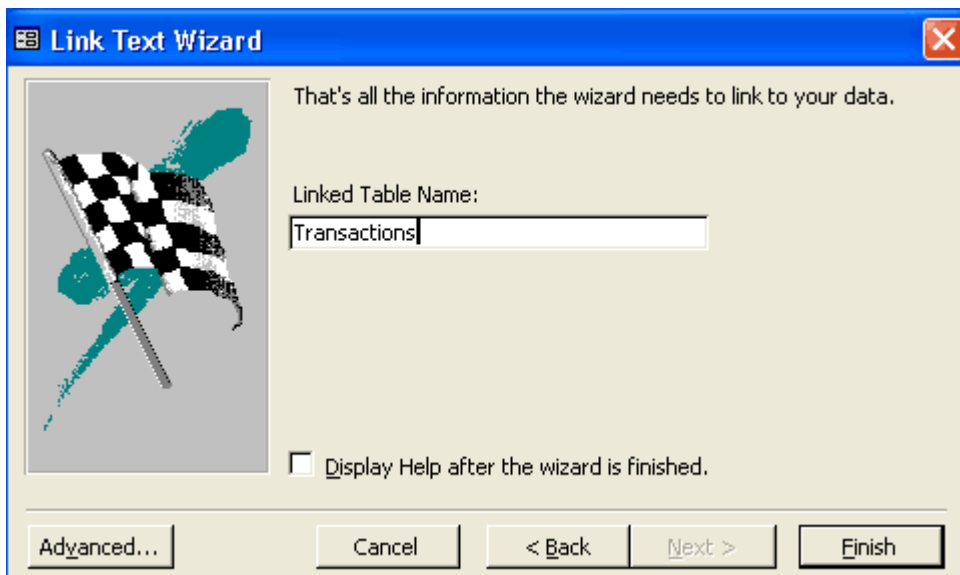 Link Text Wizard
That's all the information the wizard needs to link to your data.
Linked Table Name:
Transactions
Display Help after the wizard is finished.
Advanced... Cancel < Back Next > Finish